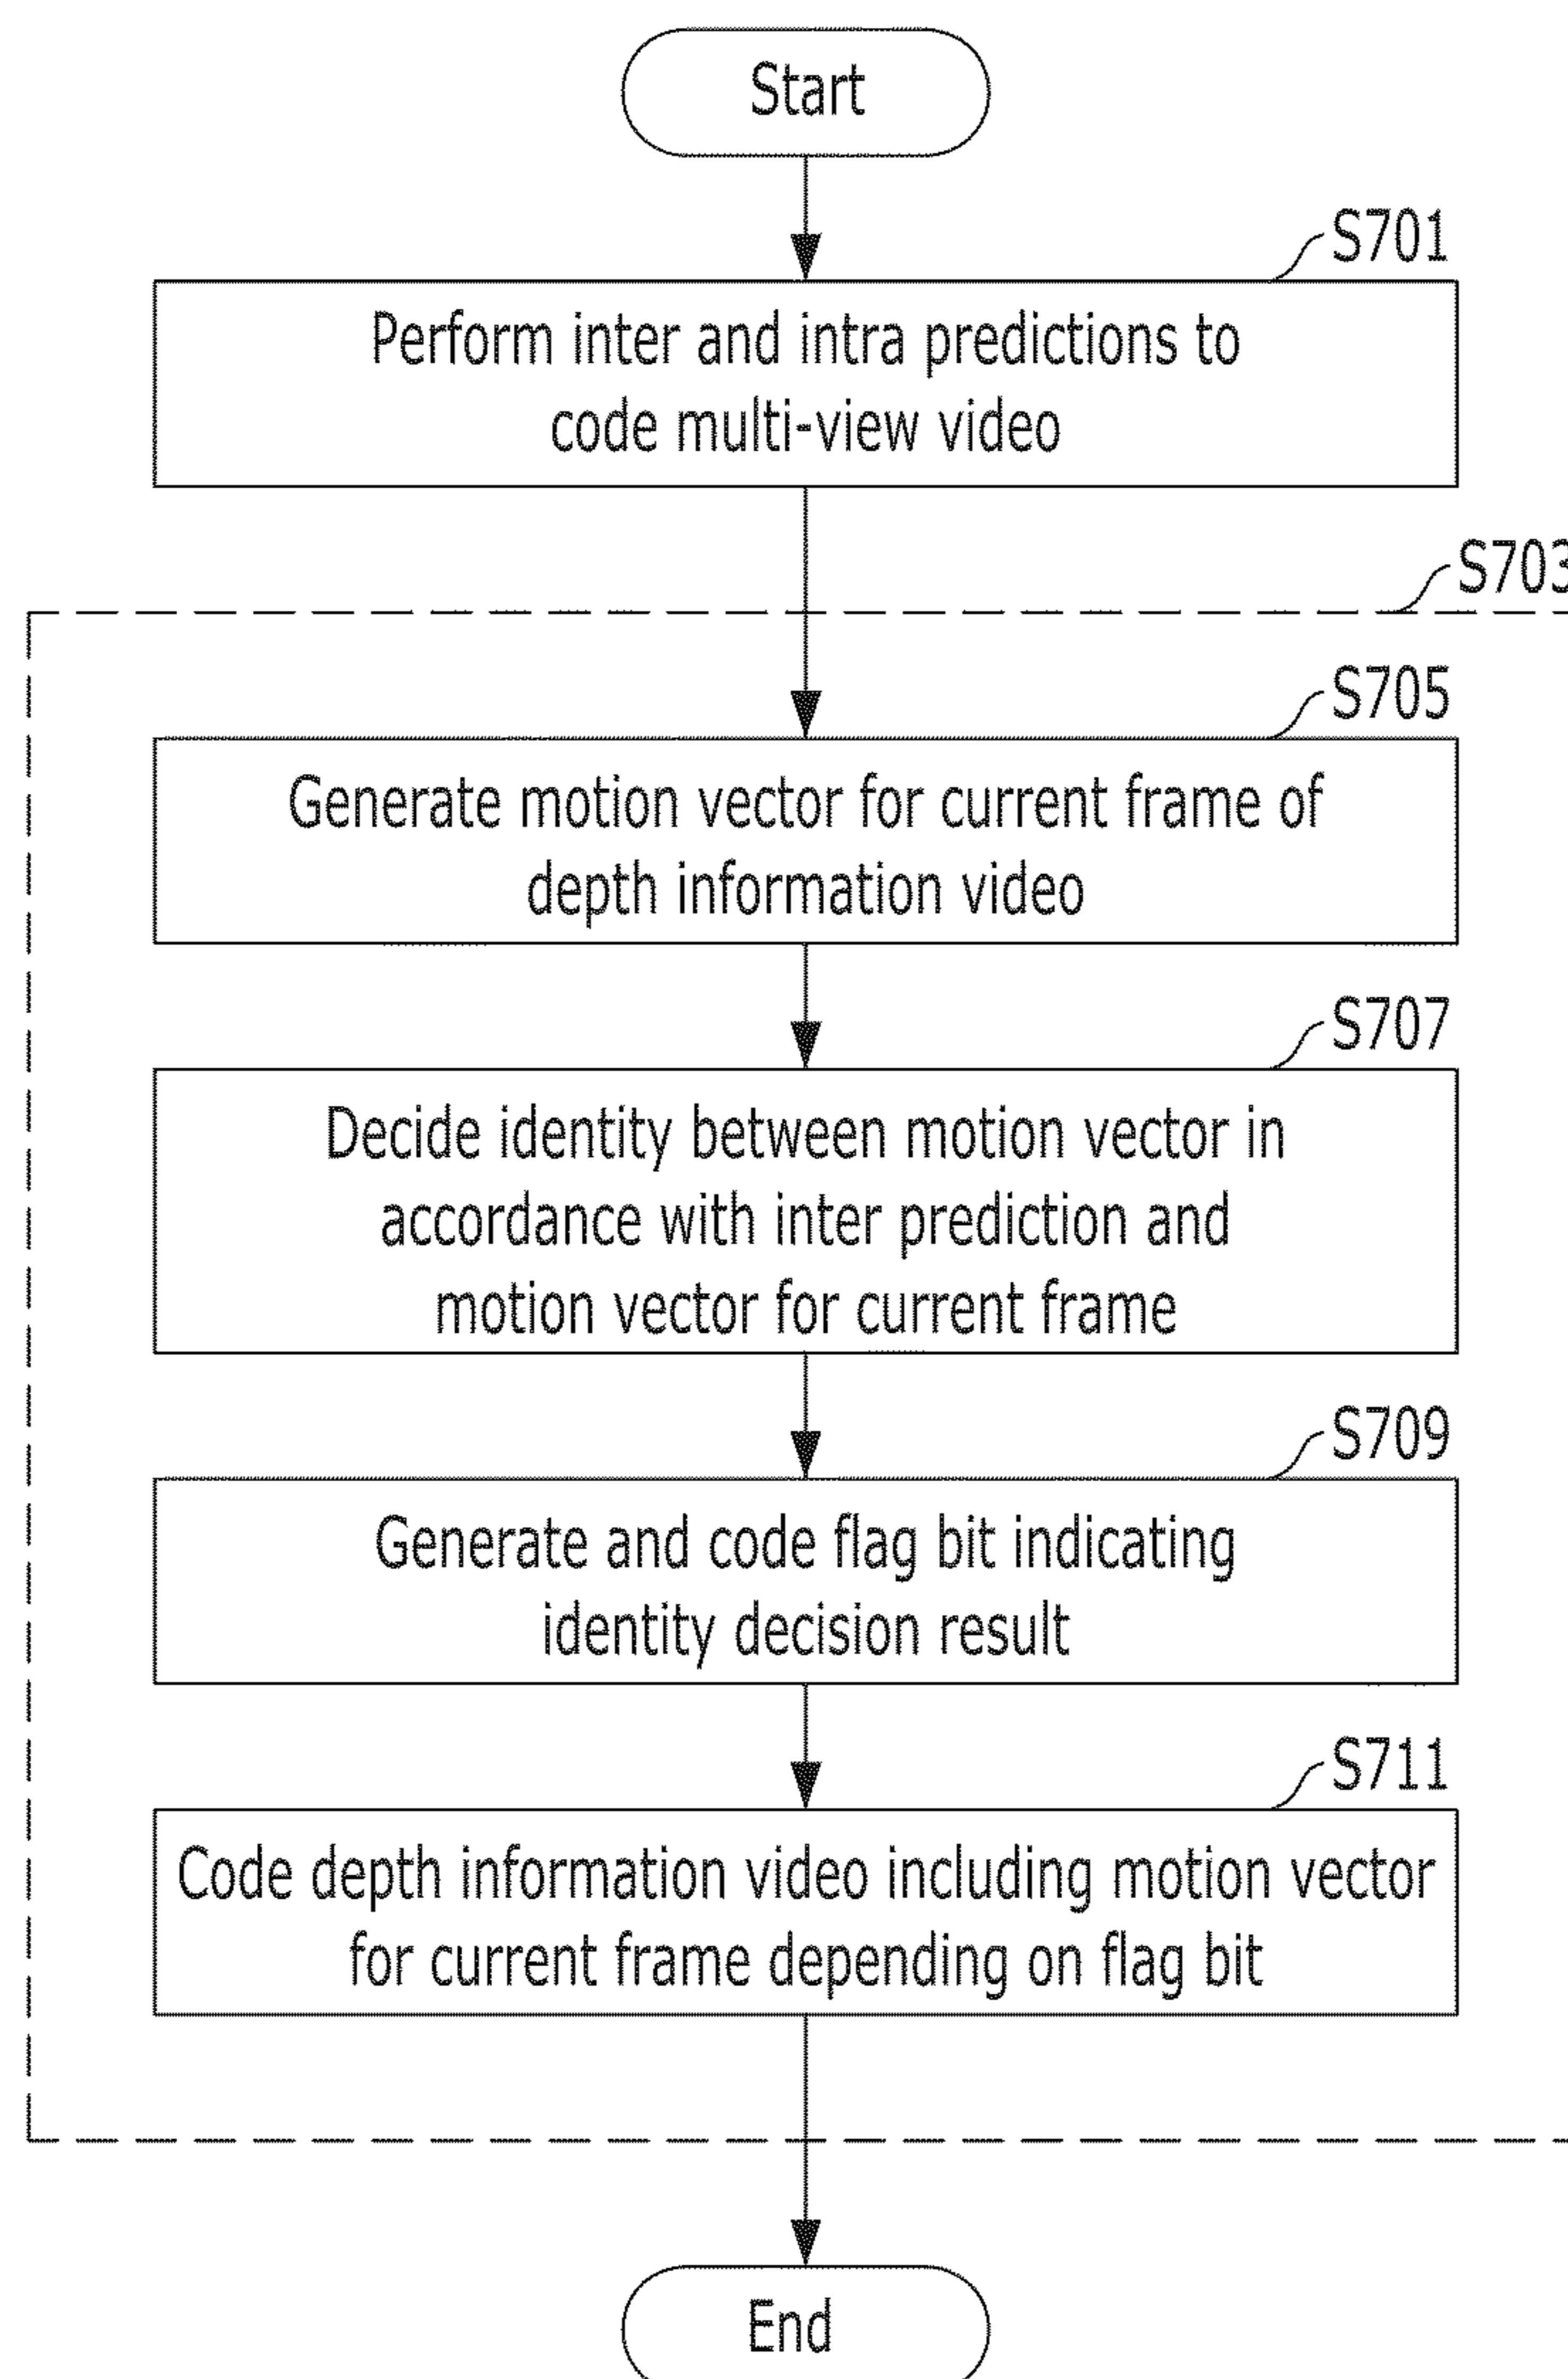 Start
S701
Perform inter and intra predictions to
code multi-view video
S703
S705
Generate motion vector for current frame of
depth information video
S707
Decide identity between motion vector in
accordance with inter prediction and
motion vector for current frame
S709
Generate and code flag bit indicating
identity decision result
S711
Code depth information video including motion vector
for current frame depending on flag bit
End